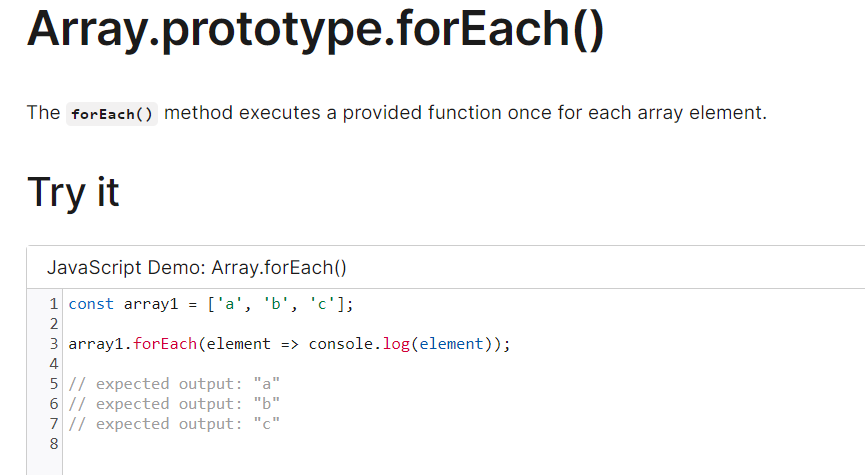 Array.prototype.forEach()
The forEach() method executes a provided function once for each array element.
Try it
JavaScript Demo: Array.forEach()
1 const array1 = ['a', 'b', 'c'];
2
3 array1.forEach(element => console.log(element));
4
5 // expected output: "a"
6 // expected output: "b"
7 // expected output: "c"
8